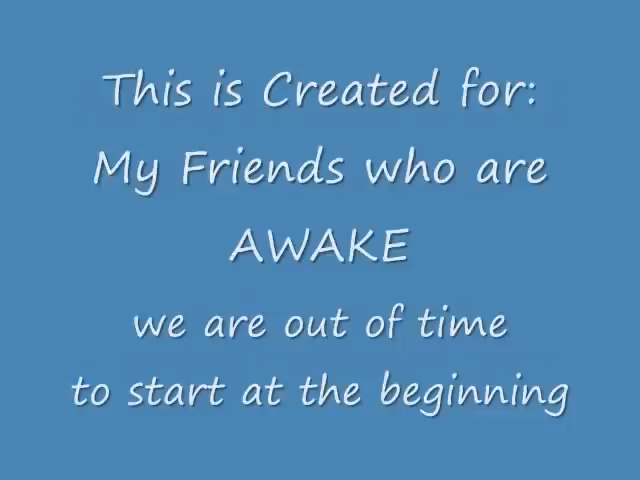 This is Created for:
My Friends who are
AWAKE
we are out of time
to start at the beginning